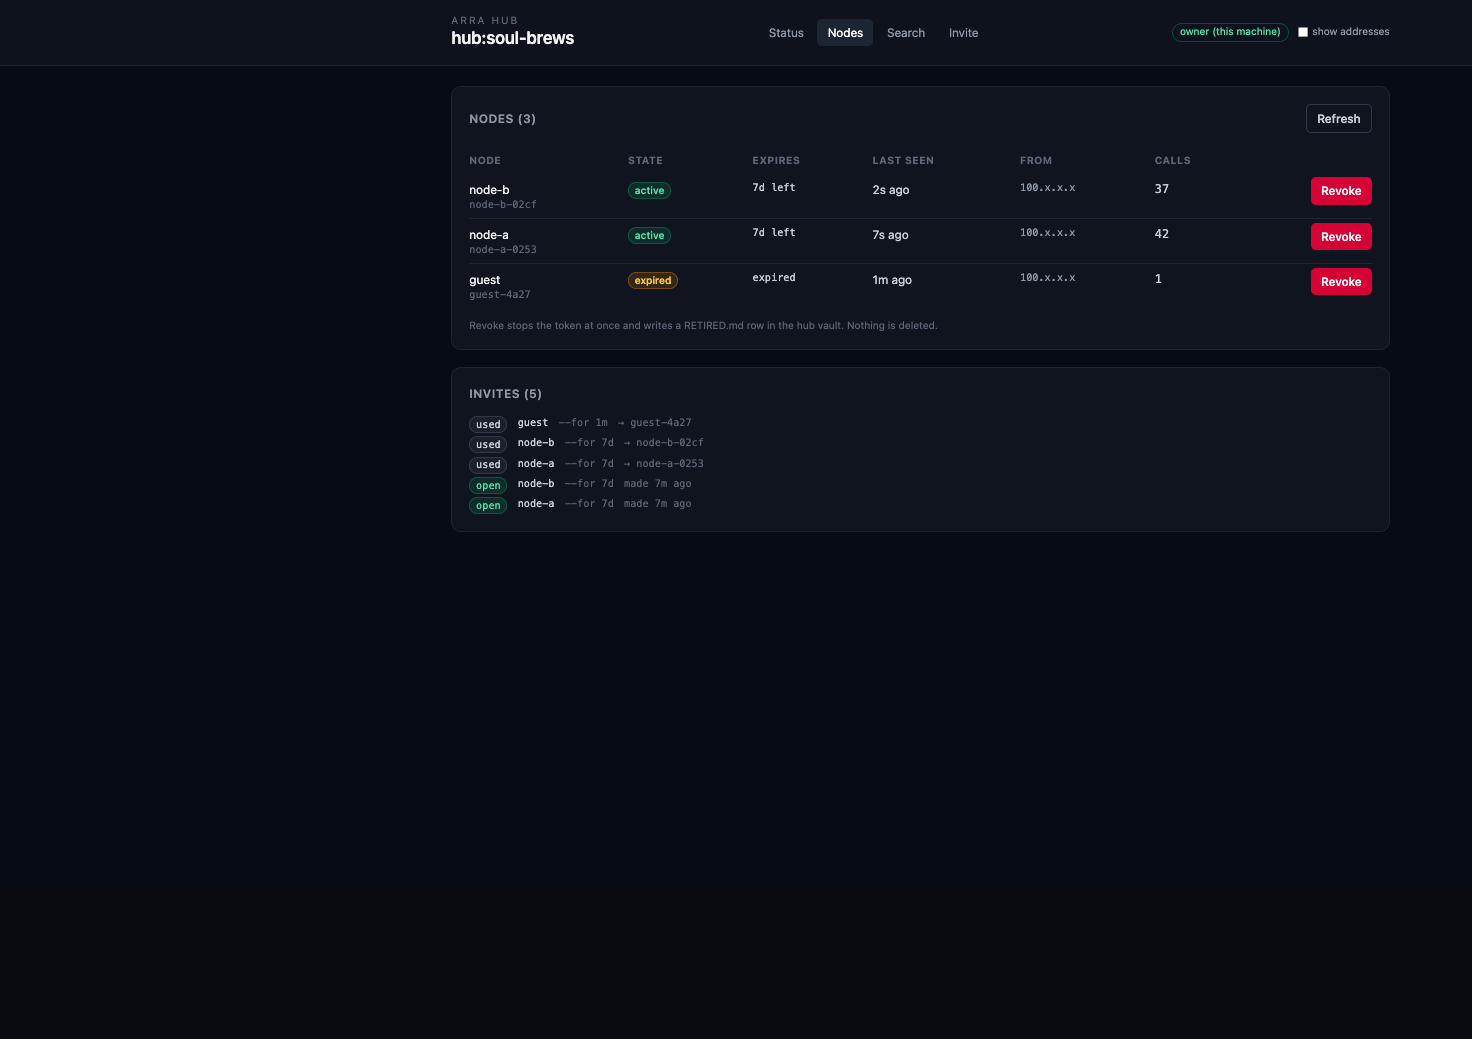 ARRA HUB
hub:soul-brews
Status Nodes Search Invite
owner (this machine) show addresses
NODES (3) Refresh
NODE STATE EXPIRES LAST SEEN FROM CALLS
node-b active 7d left 2s ago 100.x.x.x 37 Revoke
node-b-02cf
node-a active 7d left 7s ago 100.x.x.x 42 Revoke
node-a-0253
guest expired expired 1m ago 100.x.x.x 1 Revoke
guest-4a27
Revoke stops the token at once and writes a RETIRED.md row in the hub vault. Nothing is deleted.
INVITES (5)
used guest --for 1m → guest-4a27
used node-b --for 7d → node-b-02cf
used node-a --for 7d → node-a-0253
open node-b --for 7d made 7m ago
open node-a --for 7d made 7m ago